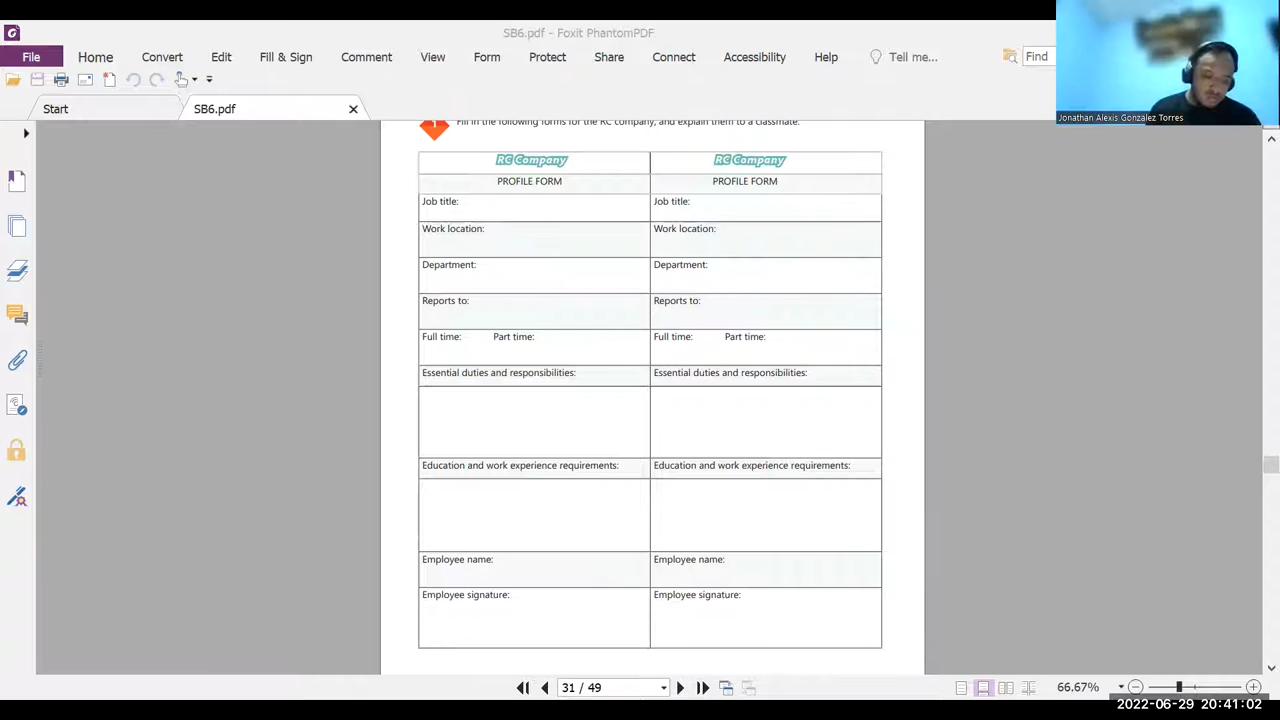 SB6.pdf - Foxit PhantomPDF
File Home Convert Edit Fill & Sign Comment View Form Protect Share Connect Accessibility Help Tell me... Find
Start SB6.pdf
Jonathan Alexis González Torres
1 Fill in the following forms for the RC company, and explain them to a classmate.
RC Company RC Company
PROFILE FORM PROFILE FORM
Job title: Job title:
Work location: Work location:
Department: Department:
Reports to: Reports to:
Full time: Part time: Full time: Part time:
Essential duties and responsibilities: Essential duties and responsibilities:
Education and work experience requirements: Education and work experience requirements:
Employee name: Employee name:
Employee signature: Employee signature:
31 / 49 66.67%
2022-06-29 20:41:02